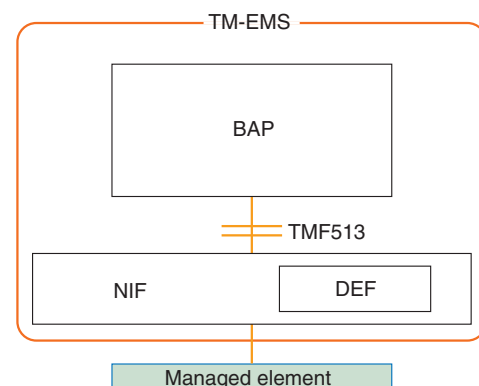 TM-EMS
BAP
TMF513
NIF
DEF
Managed element